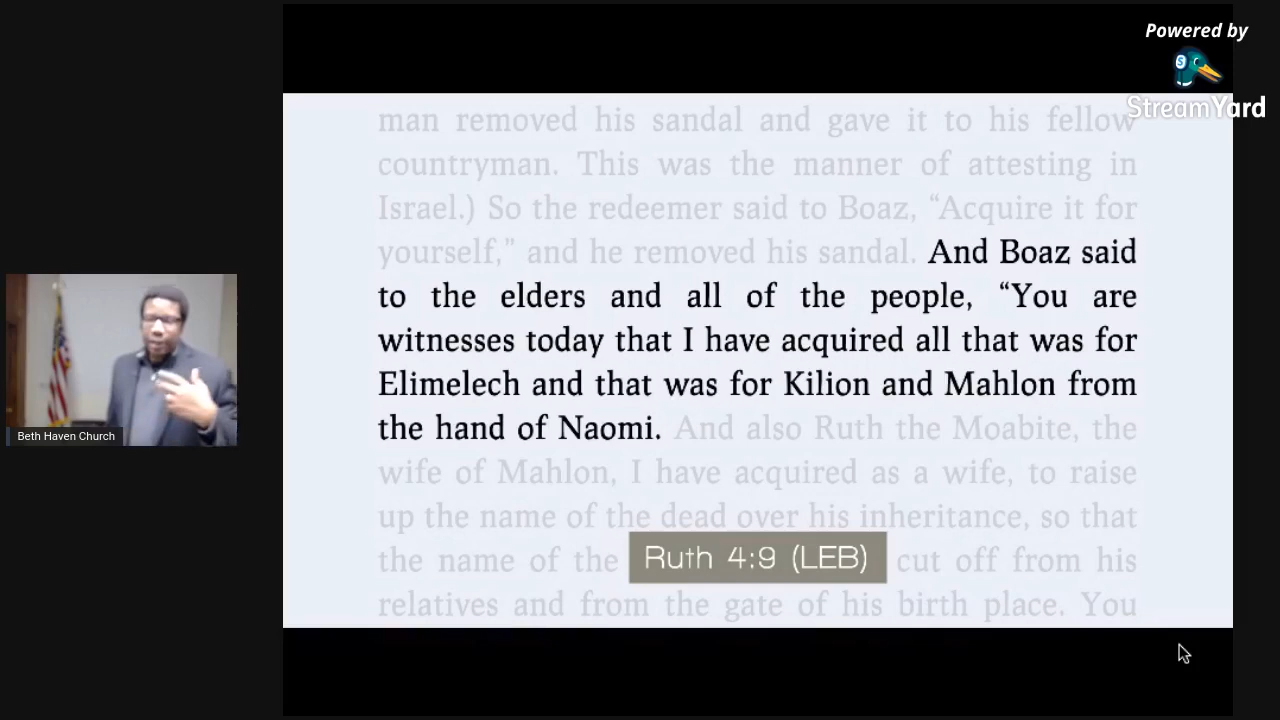 Powered by
StreamYard
man removed his sandal and gave it to his fellow
countryman. This was the manner of attesting in
Israel.) So the redeemer said to Boaz, “Acquire it for
yourself,” and he removed his sandal. And Boaz said
to the elders and all of the people, “You are
witnesses today that I have acquired all that was for
Elimelech and that was for Kilion and Mahlon from
the hand of Naomi. And also Ruth the Moabite, the
wife of Mahlon, I have acquired as a wife, to raise
up the name of the dead over his inheritance, so that
the name of the cut off from his
relatives and from the gate of his birth place. You
Ruth 4:9 (LEB)
Beth Haven Church